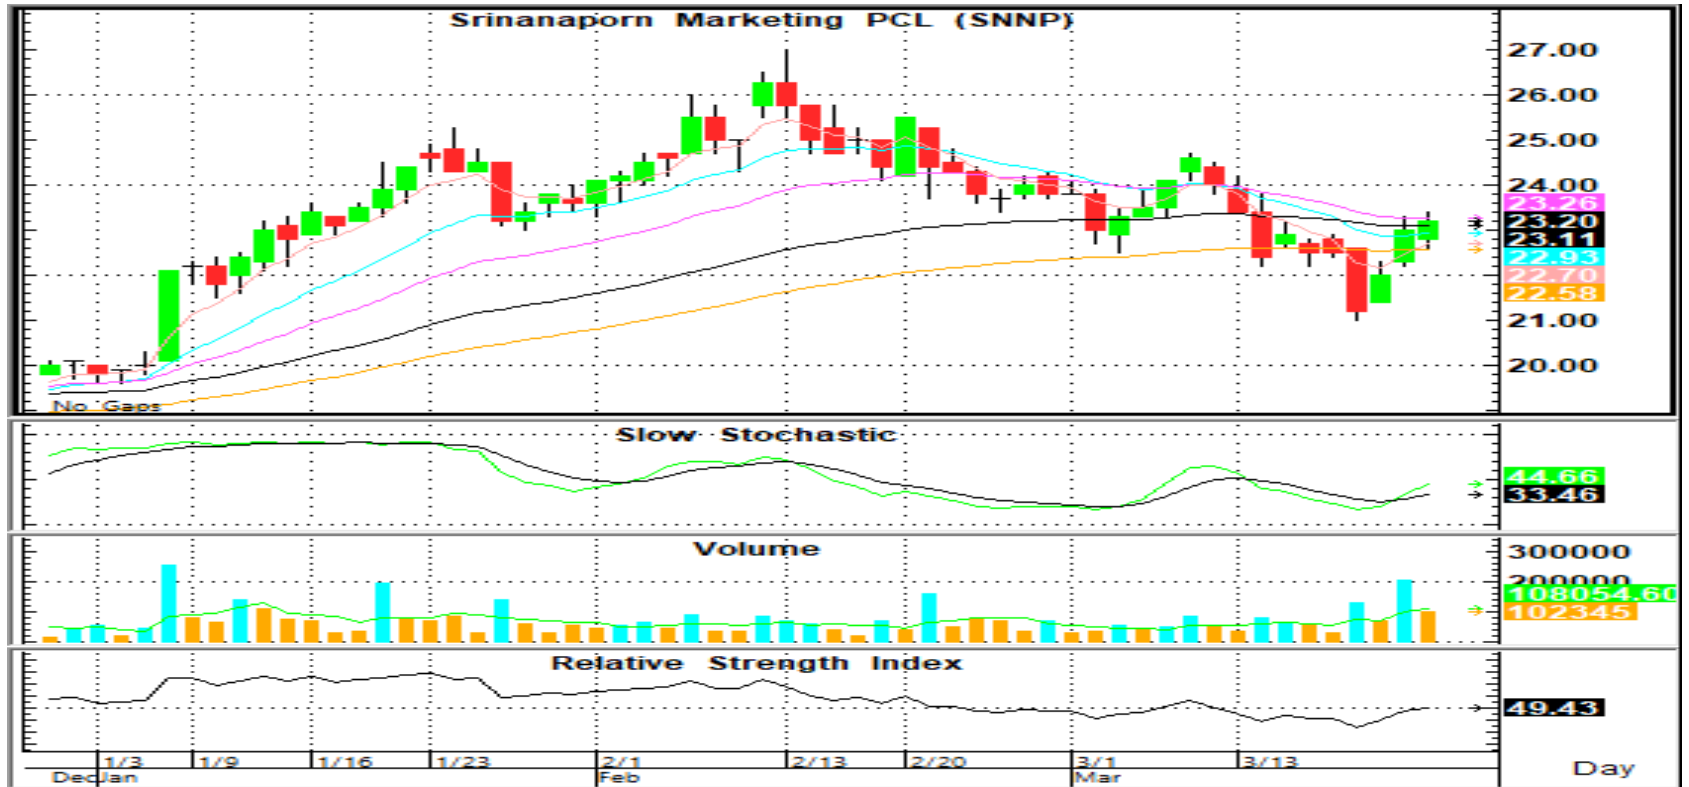 Srinanaporn Marketing PCL (SNNP)
27.00
26.00
25.00
24.00
23.26
23.20
23.11
22.93
22.70
22.58
21.00
20.00
No Gaps
Slow Stochastic
44.66
33.46
Volume
300000
200000
108054.60
102345
Relative Strength Index
49.43
1/3 1/9 1/16 1/23 2/1 2/13 2/20 3/1 3/13
Dec Jan Feb Mar
Day